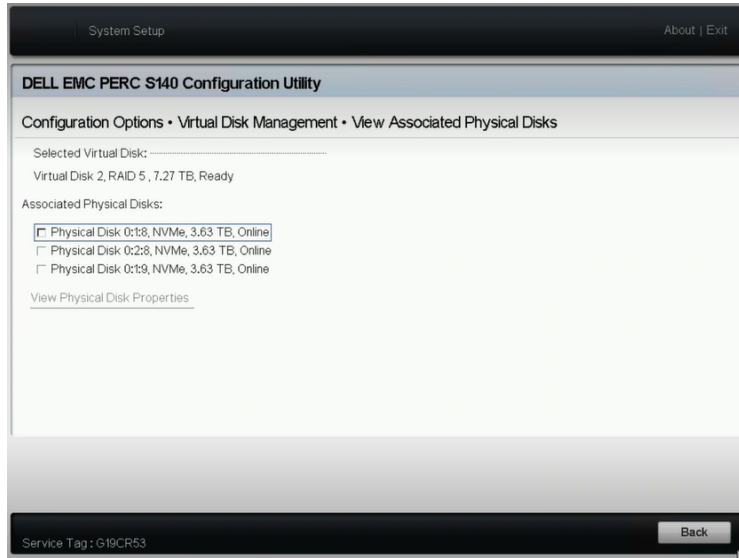 System Setup
About | Exit
DELL EMC PERC S140 Configuration Utility
Configuration Options • Virtual Disk Management • View Associated Physical Disks
Selected Virtual Disk:
Virtual Disk 2, RAID 5 , 7.27 TB, Ready
Associated Physical Disks:
Physical Disk 0:1:8, NVMe, 3.63 TB, Online
Physical Disk 0:2:8, NVMe, 3.63 TB, Online
Physical Disk 0:1:9, NVMe, 3.63 TB, Online
View Physical Disk Properties
Back
Service Tag : G19CR53